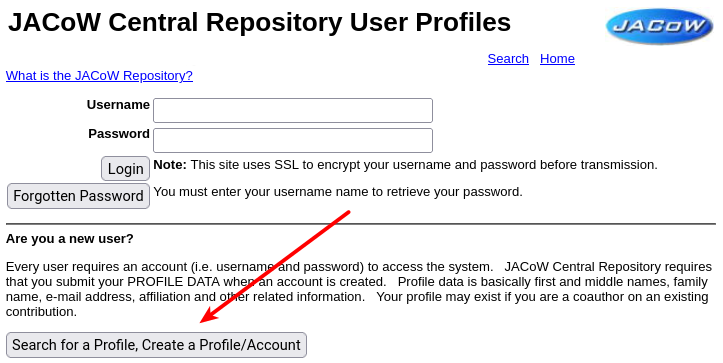 JACoW Central Repository User Profiles
JACoW
Search Home
What is the JACoW Repository?
Username
Password
Login Note: This site uses SSL to encrypt your username and password before transmission.
Forgotten Password You must enter your username name to retrieve your password.
Are you a new user?
Every user requires an account (i.e. username and password) to access the system. JACoW Central Repository requires
that you submit your PROFILE DATA when an account is created. Profile data is basically first and middle names, family
name, e-mail address, affiliation and other related information. Your profile may exist if you are a coauthor on an existing
contribution.
Search for a Profile, Create a Profile/Account